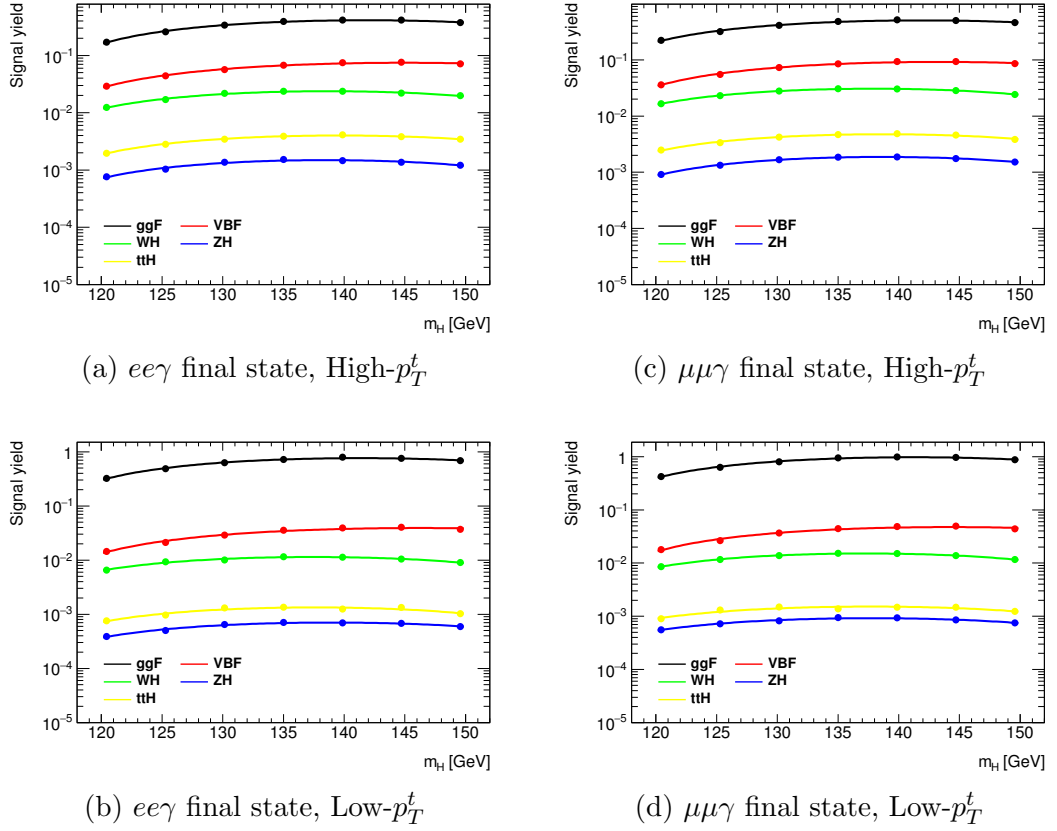 Signal yield
10⁻¹
10⁻²
10⁻³
10⁻⁴
10⁻⁵
ggF VBF
WH ZH
ttH
120 125 130 135 140 145 150
m_H [GeV]
(a) eeγ final state, High-p_T^t
Signal yield
10⁻¹
10⁻²
10⁻³
10⁻⁴
10⁻⁵
ggF VBF
WH ZH
ttH
120 125 130 135 140 145 150
m_H [GeV]
(c) μμγ final state, High-p_T^t
Signal yield
1
10⁻¹
10⁻²
10⁻³
10⁻⁴
10⁻⁵
ggF VBF
WH ZH
ttH
120 125 130 135 140 145 150
m_H [GeV]
(b) eeγ final state, Low-p_T^t
Signal yield
1
10⁻¹
10⁻²
10⁻³
10⁻⁴
10⁻⁵
ggF VBF
WH ZH
ttH
120 125 130 135 140 145 150
m_H [GeV]
(d) μμγ final state, Low-p_T^t